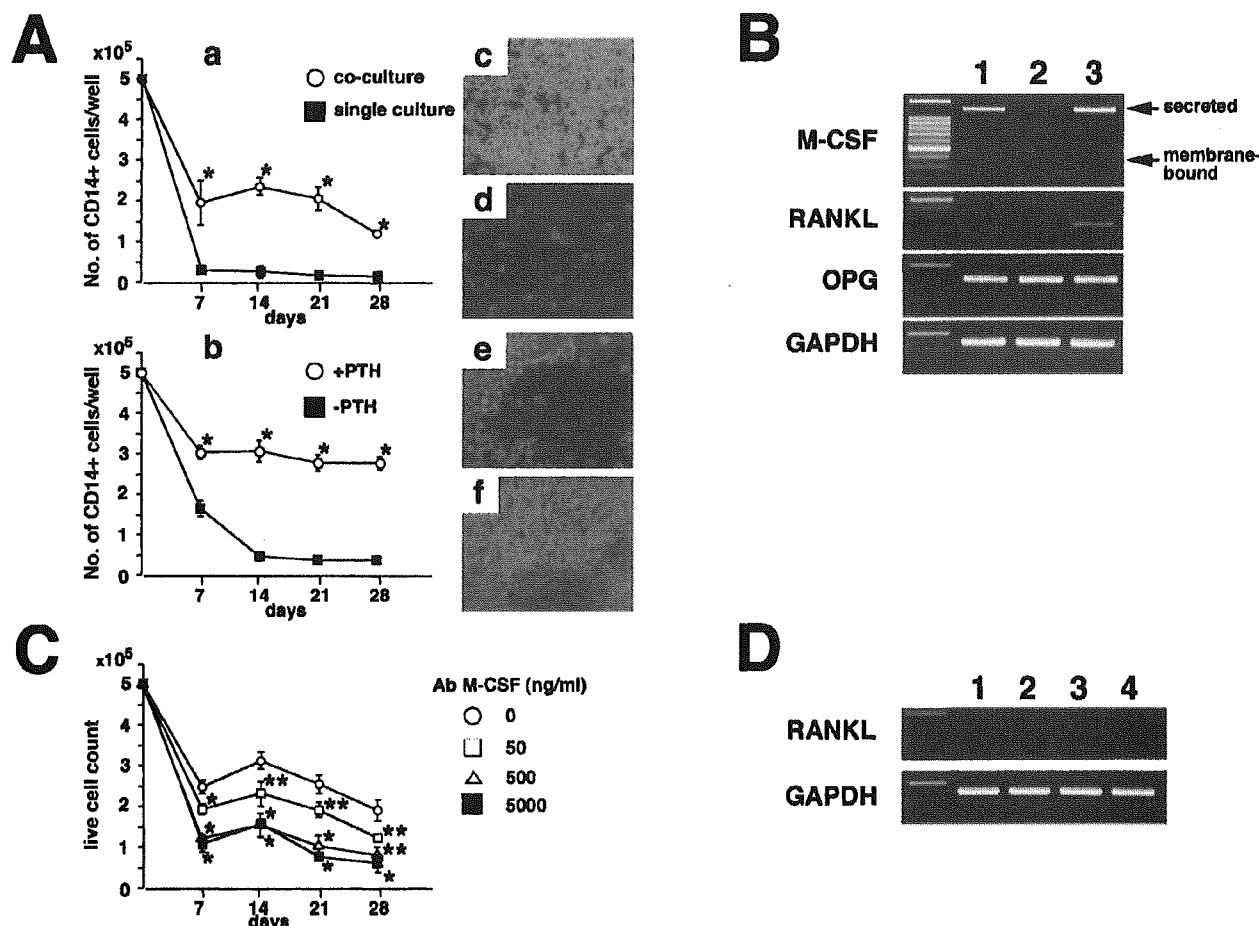 A
a
x10⁵
No. of CD14+ cells/well
5
4
3
2
1
0
7 14 21 28
days
co-culture
single culture
* * * *
b
x10⁵
No. of CD14+ cells/well
5
4
3
2
1
0
7 14 21 28
days
+PTH
-PTH
* * * *
c
d
e
f
B
1 2 3
M-CSF
secreted
membrane-
bound
RANKL
OPG
GAPDH
C
x10⁵
live cell count
5
4
3
2
1
0
7 14 21 28
days
Ab M-CSF (ng/ml)
0
50
500
5000
* ** ** **
* * * **
* * * *
D
1 2 3 4
RANKL
GAPDH